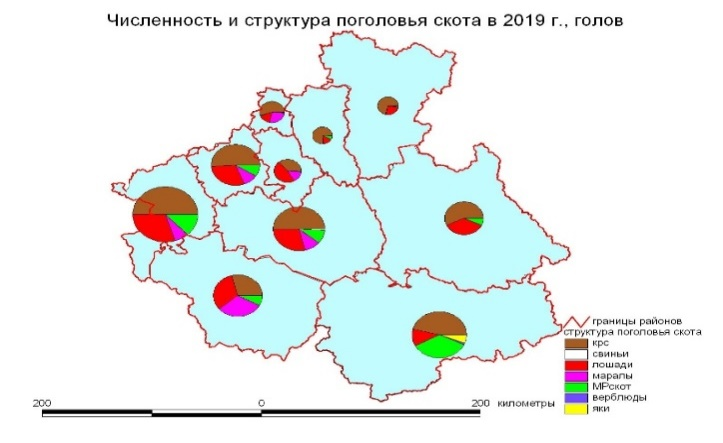 Численность и структура поголовья скота в 2019 г., голов
границы районов
структура поголовья скота
крс
свиньи
лошади
маралы
МРскот
верблюды
яки
200 0 200 километры